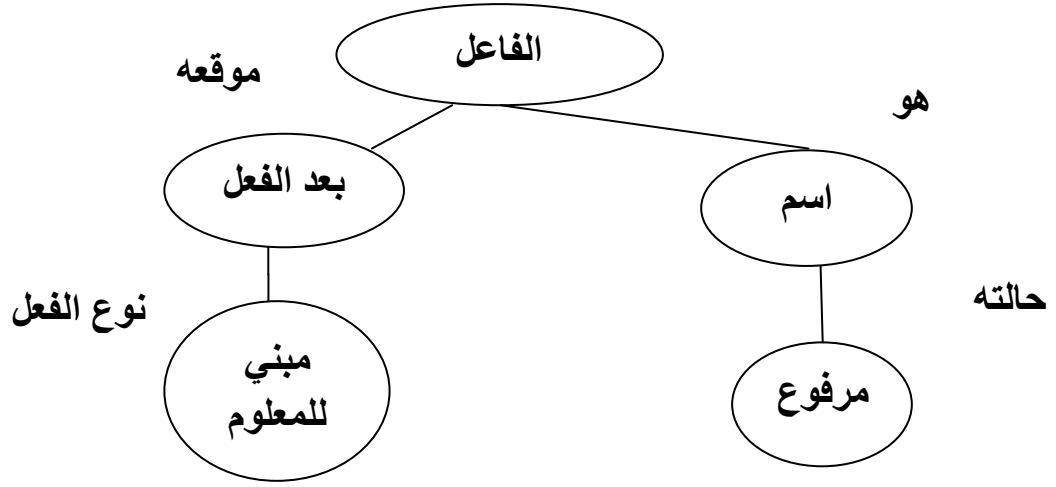 الفاعل
هو
موقعه
اسم
بعد الفعل
حالته
نوع الفعل
مرفوع
مبني
للمعلوم